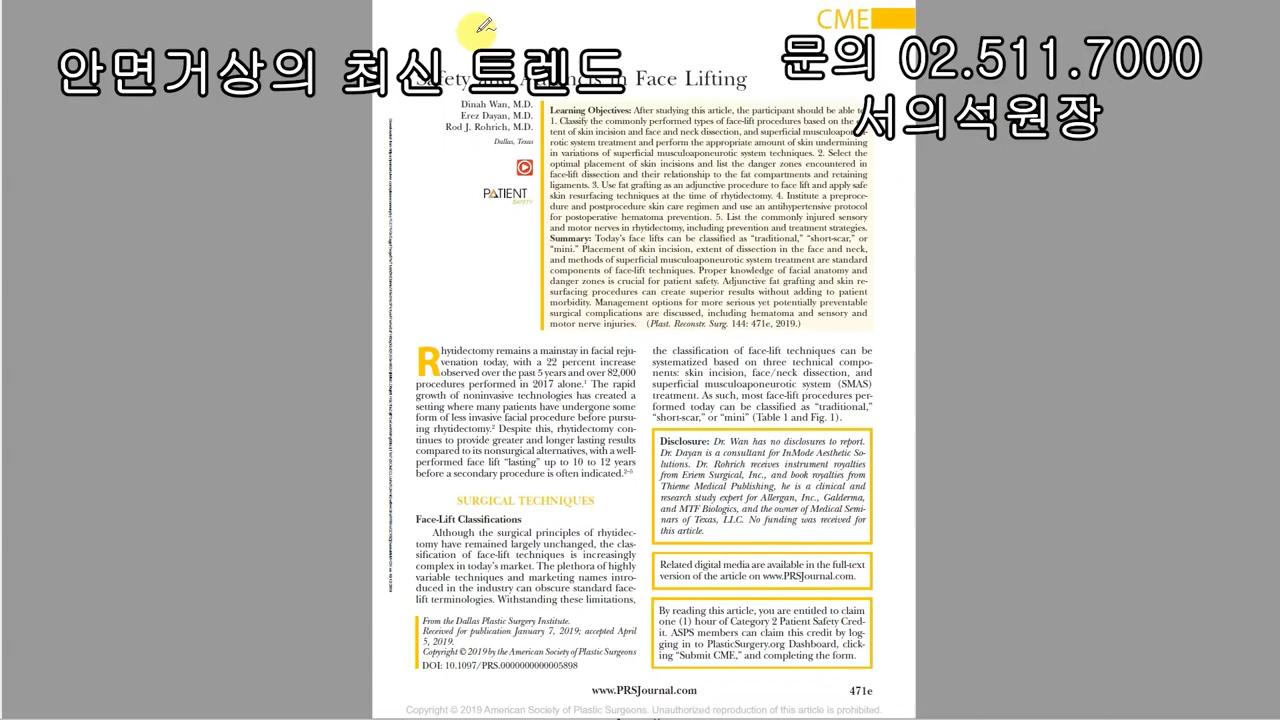 CME
안면거상의 최신 트렌드
문의 02.511.7000
서의석원장
Safety and Adjuncts in Face Lifting
Dinah Wan, M.D.
Erez Dayan, M.D.
Rod J. Rohrich, M.D.
Dallas, Texas
PATIENT
SAFETY
Learning Objectives: After studying this article, the participant should be able to:
1. Classify the commonly performed types of face-lift procedures based on the
tent of skin incision and face and neck dissection, and superficial musculoapo
rotic system treatment and perform the appropriate amount of skin undermining
in variations of superficial musculoaponeurotic system techniques. 2. Select the
optimal placement of skin incisions and list the danger zones encountered in
face-lift dissection and their relationship to the fat compartments and retaining
ligaments. 3. Use fat grafting as an adjunctive procedure to face lift and apply safe
skin resurfacing techniques at the time of rhytidectomy. 4. Institute a preproce-
dure and postprocedure skin care regimen and use an antihypertensive protocol
for postoperative hematoma prevention. 5. List the commonly injured sensory
and motor nerves in rhytidectomy, including prevention and treatment strategies.
Summary: Today's face lifts can be classified as “traditional,” “short-scar,” or
“mini.” Placement of skin incision, extent of dissection in the face and neck,
and methods of superficial musculoaponeurotic system treatment are standard
components of face-lift techniques. Proper knowledge of facial anatomy and
danger zones is crucial for patient safety. Adjunctive fat grafting and skin re-
surfacing procedures can create superior results without adding to patient
morbidity. Management options for more serious yet potentially preventable
surgical complications are discussed, including hematoma and sensory and
motor nerve injuries. (Plast. Reconstr. Surg. 144: 471e, 2019.)
Rhytidectomy remains a mainstay in facial reju-
venation today, with a 22 percent increase
observed over the past 5 years and over 82,000
procedures performed in 2017 alone.1 The rapid
growth of noninvasive technologies has created a
setting where many patients have undergone some
form of less invasive facial procedure before pursu-
ing rhytidectomy.2 Despite this, rhytidectomy con-
tinues to provide greater and longer lasting results
compared to its nonsurgical alternatives, with a well-
performed face lift “lasting” up to 10 to 12 years
before a secondary procedure is often indicated.2–5
SURGICAL TECHNIQUES
Face-Lift Classifications
Although the surgical principles of rhytidec-
tomy have remained largely unchanged, the clas-
sification of face-lift techniques is increasingly
complex in today's market. The plethora of highly
variable techniques and marketing names intro-
duced in the industry can obscure standard face-
lift terminologies. Withstanding these limitations,
From the Dallas Plastic Surgery Institute.
Received for publication January 7, 2019; accepted April
5, 2019.
Copyright © 2019 by the American Society of Plastic Surgeons
DOI: 10.1097/PRS.0000000000005898
the classification of face-lift techniques can be
systematized based on three technical compo-
nents: skin incision, face/neck dissection, and
superficial musculoaponeurotic system (SMAS)
treatment. As such, most face-lift procedures per-
formed today can be classified as “traditional,”
“short-scar,” or “mini” (Table 1 and Fig. 1).
Disclosure: Dr. Wan has no disclosures to report.
Dr. Dayan is a consultant for InMode Aesthetic So-
lutions. Dr. Rohrich receives instrument royalties
from Eriem Surgical, Inc., and book royalties from
Thieme Medical Publishing, he is a clinical and
research study expert for Allergan, Inc., Galderma,
and MTF Biologics, and the owner of Medical Semi-
nars of Texas, LLC. No funding was received for
this article.
Related digital media are available in the full-text
version of the article on www.PRSJournal.com.
By reading this article, you are entitled to claim
one (1) hour of Category 2 Patient Safety Cred-
it. ASPS members can claim this credit by log-
ging in to PlasticSurgery.org Dashboard, click-
ing “Submit CME,” and completing the form.
www.PRSJournal.com
471e
Copyright © 2019 American Society of Plastic Surgeons. Unauthorized reproduction of this article is prohibited.